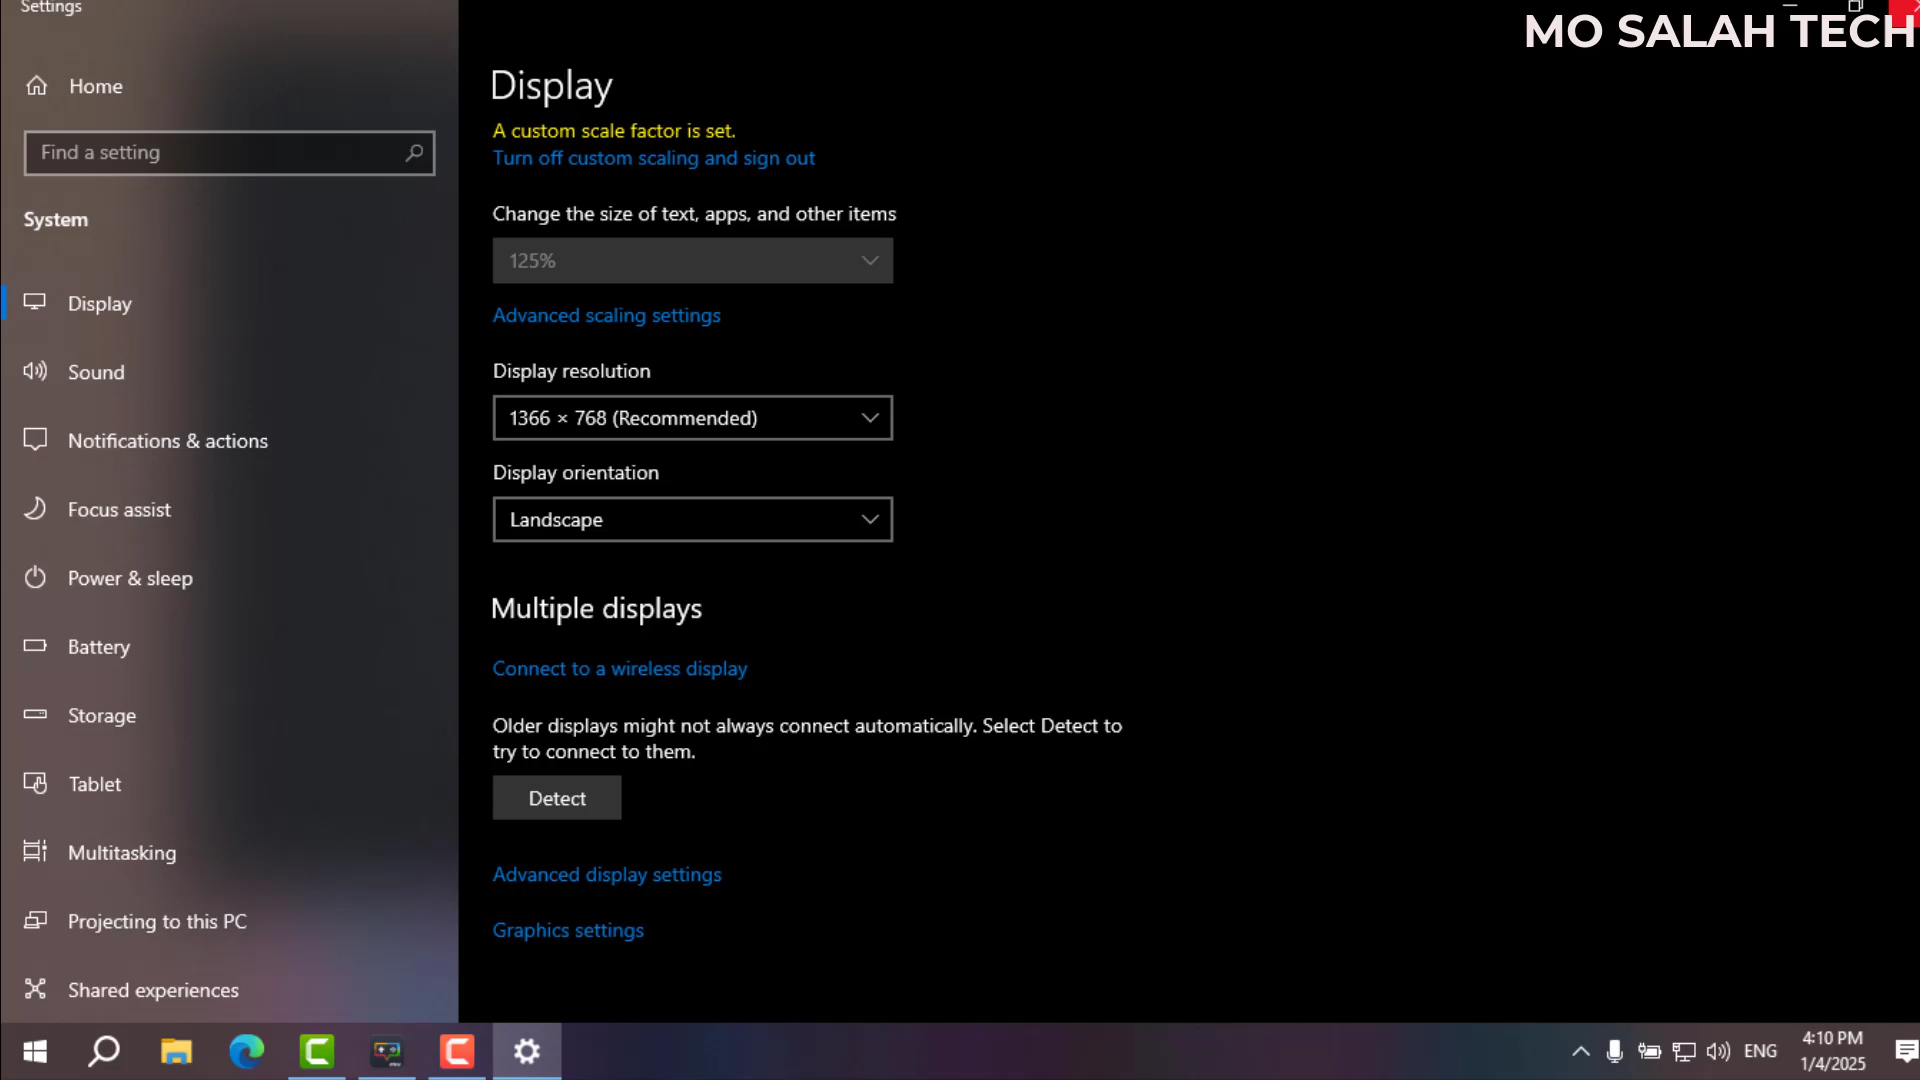 Settings
MO SALAH TECH
Home
Find a setting
System
Display
Sound
Notifications & actions
Focus assist
Power & sleep
Battery
Storage
Tablet
Multitasking
Projecting to this PC
Shared experiences
Display
A custom scale factor is set.
Turn off custom scaling and sign out
Change the size of text, apps, and other items
125%
Advanced scaling settings
Display resolution
1366 × 768 (Recommended)
Display orientation
Landscape
Multiple displays
Connect to a wireless display
Older displays might not always connect automatically. Select Detect to
try to connect to them.
Detect
Advanced display settings
Graphics settings
ENG
4:10 PM
1/4/2025